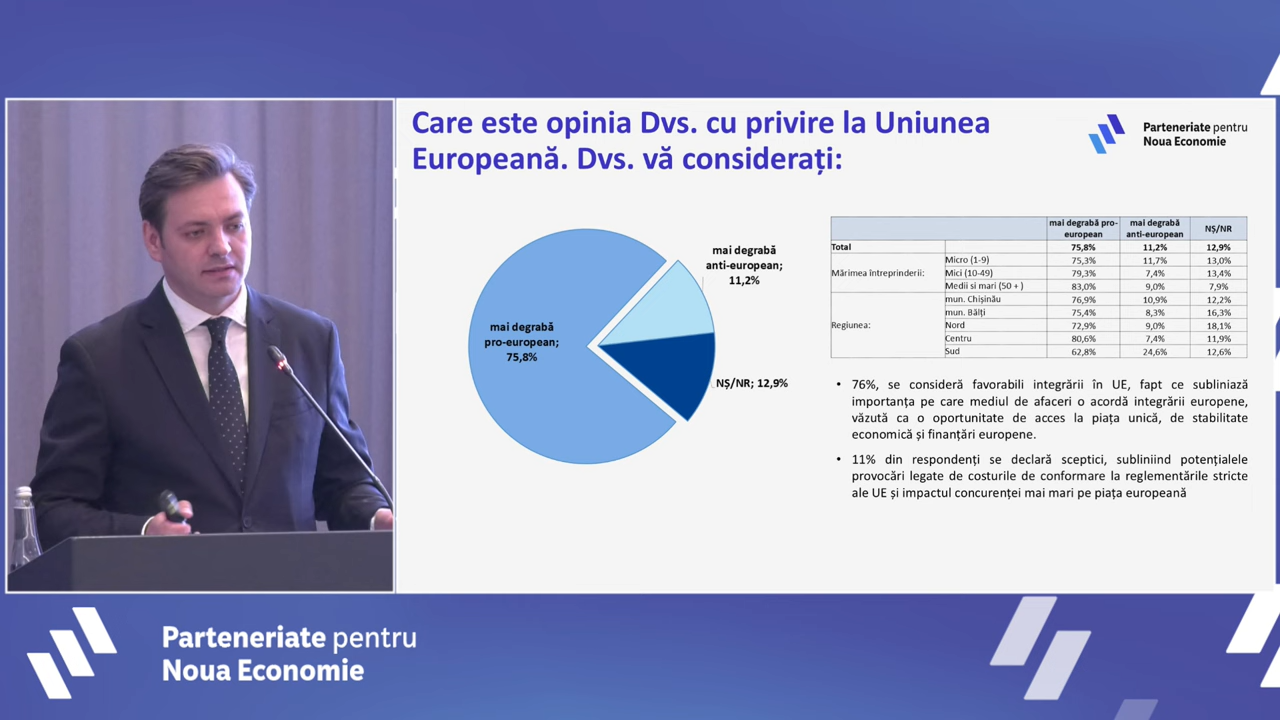 Care este opinia Dvs. cu privire la Uniunea
Europeană. Dvs. vă considerați:
Parteneriate pentru
Noua Economie
mai degrabă
anti-european;
11,2%
mai degrabă
pro-european;
75,8%
NȘ/NR; 12,9%
mai degrabă pro-european mai degrabă anti-european NȘ/NR
Total 75,8% 11,2% 12,9%
Mărimea întreprinderii: Micro (1-9) 75,3% 11,7% 13,0%
Mici (10-49) 79,3% 7,4% 13,4%
Medii si mari (50 + ) 83,0% 9,0% 7,9%
Regiunea: mun. Chișinău 76,9% 10,9% 12,2%
mun. Bălți 75,4% 8,3% 16,3%
Nord 72,9% 9,0% 18,1%
Centru 80,6% 7,4% 11,9%
Sud 62,8% 24,6% 12,6%
• 76%, se consideră favorabili integrării în UE, fapt ce subliniază
importanța pe care mediul de afaceri o acordă integrării europene,
văzută ca o oportunitate de acces la piața unică, de stabilitate
economică și finanțări europene.
• 11% din respondenți se declară sceptici, subliniind potențialele
provocări legate de costurile de conformare la reglementările stricte
ale UE și impactul concurenței mai mari pe piața europeană
Parteneriate pentru
Noua Economie